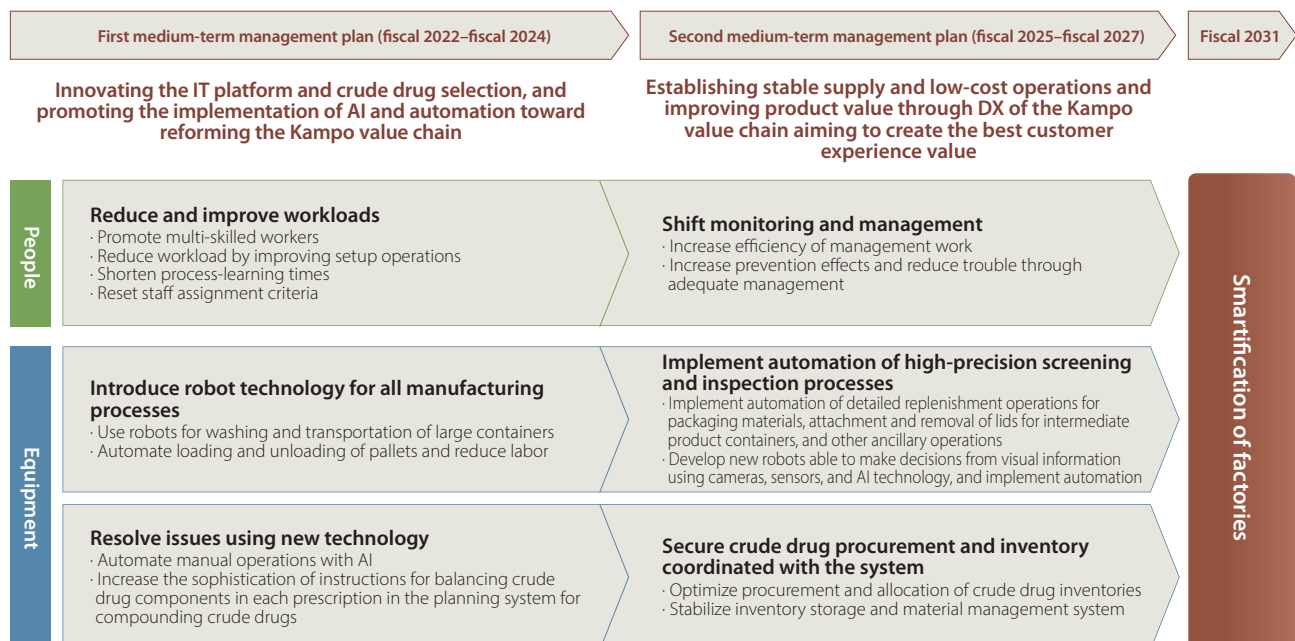 First medium-term management plan (fiscal 2022–fiscal 2024)
Second medium-term management plan (fiscal 2025–fiscal 2027)
Fiscal 2031
Innovating the IT platform and crude drug selection, and
promoting the implementation of AI and automation toward
reforming the Kampo value chain
Establishing stable supply and low-cost operations and
improving product value through DX of the Kampo
value chain aiming to create the best customer
experience value
People
Reduce and improve workloads
· Promote multi-skilled workers
· Reduce workload by improving setup operations
· Shorten process-learning times
· Reset staff assignment criteria
Shift monitoring and management
· Increase efficiency of management work
· Increase prevention effects and reduce trouble through
adequate management
Equipment
Introduce robot technology for all manufacturing
processes
· Use robots for washing and transportation of large containers
· Automate loading and unloading of pallets and reduce labor
Implement automation of high-precision screening
and inspection processes
· Implement automation of detailed replenishment operations for
packaging materials, attachment and removal of lids for intermediate
product containers, and other ancillary operations
· Develop new robots able to make decisions from visual information
using cameras, sensors, and AI technology, and implement automation
Resolve issues using new technology
· Automate manual operations with AI
· Increase the sophistication of instructions for balancing crude
drug components in each prescription in the planning system for
compounding crude drugs
Secure crude drug procurement and inventory
coordinated with the system
· Optimize procurement and allocation of crude drug inventories
· Stabilize inventory storage and material management system
Smartification of factories